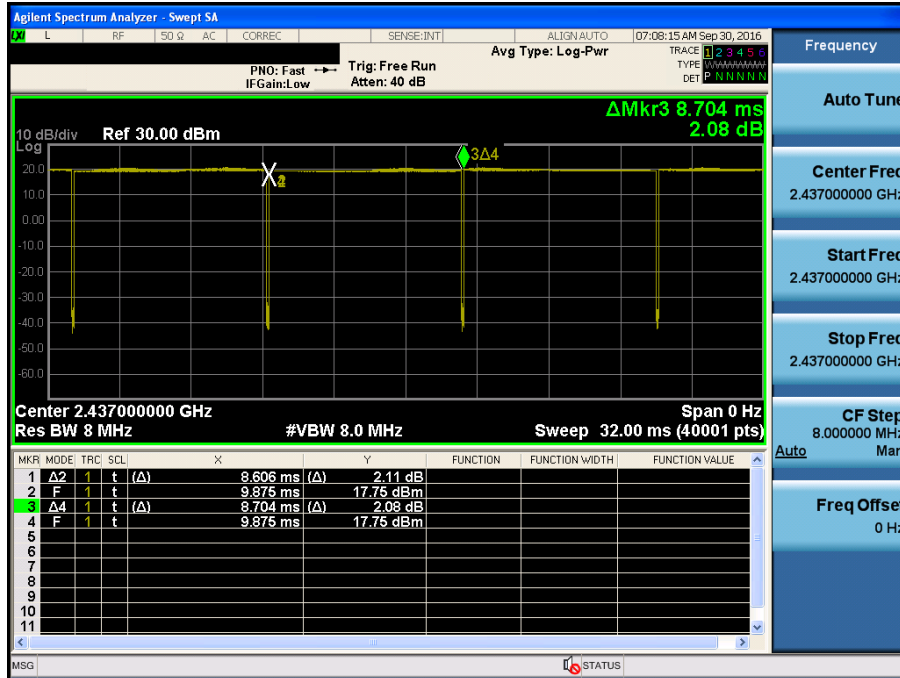 Agilent Spectrum Analyzer - Swept SA
LXI L RF 50 Ω AC CORREC SENSE:INT ALIGN AUTO 07:08:15 AM Sep 30, 2016
Avg Type: Log-Pwr TRACE 1 2 3 4 5 6
PNO: Fast Trig: Free Run TYPE WWWWWW
IFGain:Low Atten: 40 dB DET P N N N N N
Frequency
ΔMkr3 8.704 ms
10 dB/div Ref 30.00 dBm 2.08 dB
Log
20.0
10.0
0.00
-10.0
-20.0
-30.0
-40.0
-50.0
-60.0
3Δ4
Center 2.437000000 GHz Span 0 Hz
Res BW 8 MHz #VBW 8.0 MHz Sweep 32.00 ms (40001 pts)
MKR MODE TRC SCL X Y FUNCTION FUNCTION WIDTH FUNCTION VALUE
1 Δ2 1 t (Δ) 8.606 ms (Δ) 2.11 dB
2 F 1 t 9.875 ms 17.75 dBm
3 Δ4 1 t (Δ) 8.704 ms (Δ) 2.08 dB
4 F 1 t 9.875 ms 17.75 dBm
5
6
7
8
9
10
11
MSG STATUS
Auto Tune
Center Freq
2.437000000 GHz
Start Freq
2.437000000 GHz
Stop Freq
2.437000000 GHz
CF Step
8.000000 MHz
Auto Man
Freq Offset
0 Hz